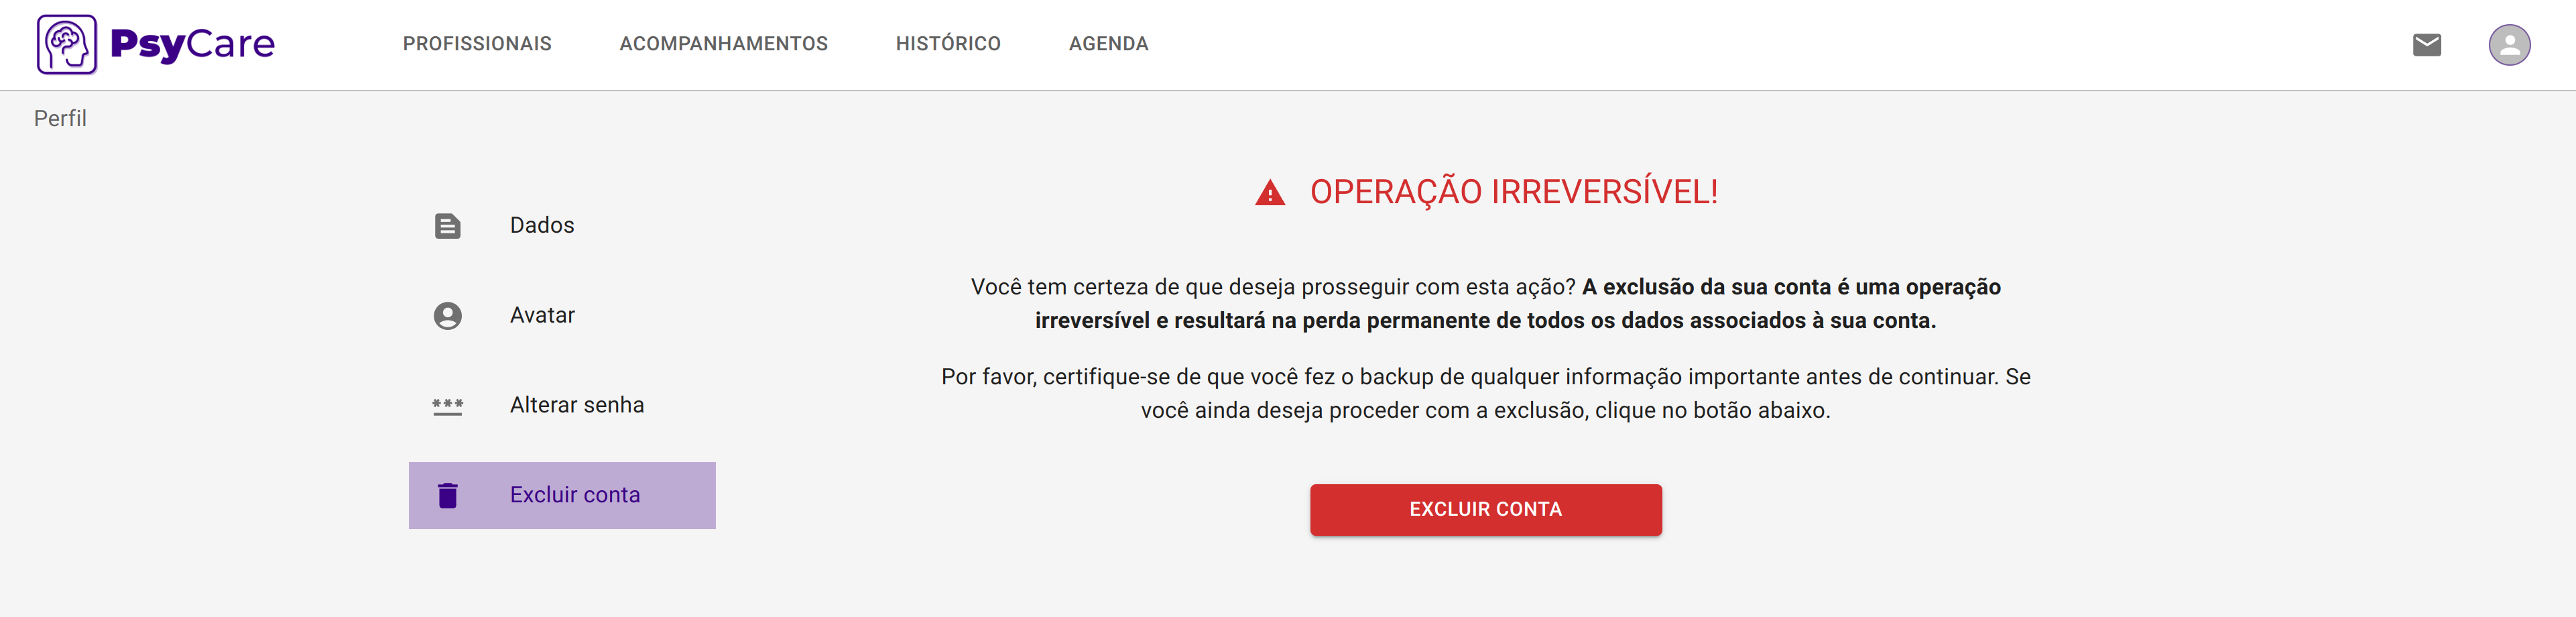 PsyCare
PROFISSIONAIS
ACOMPANHAMENTOS
HISTÓRICO
AGENDA
Perfil
Dados
Avatar
Alterar senha
Excluir conta
OPERAÇÃO IRREVERSÍVEL!
Você tem certeza de que deseja prosseguir com esta ação? A exclusão da sua conta é uma operação
irreversível e resultará na perda permanente de todos os dados associados à sua conta.
Por favor, certifique-se de que você fez o backup de qualquer informação importante antes de continuar. Se
você ainda deseja proceder com a exclusão, clique no botão abaixo.
EXCLUIR CONTA